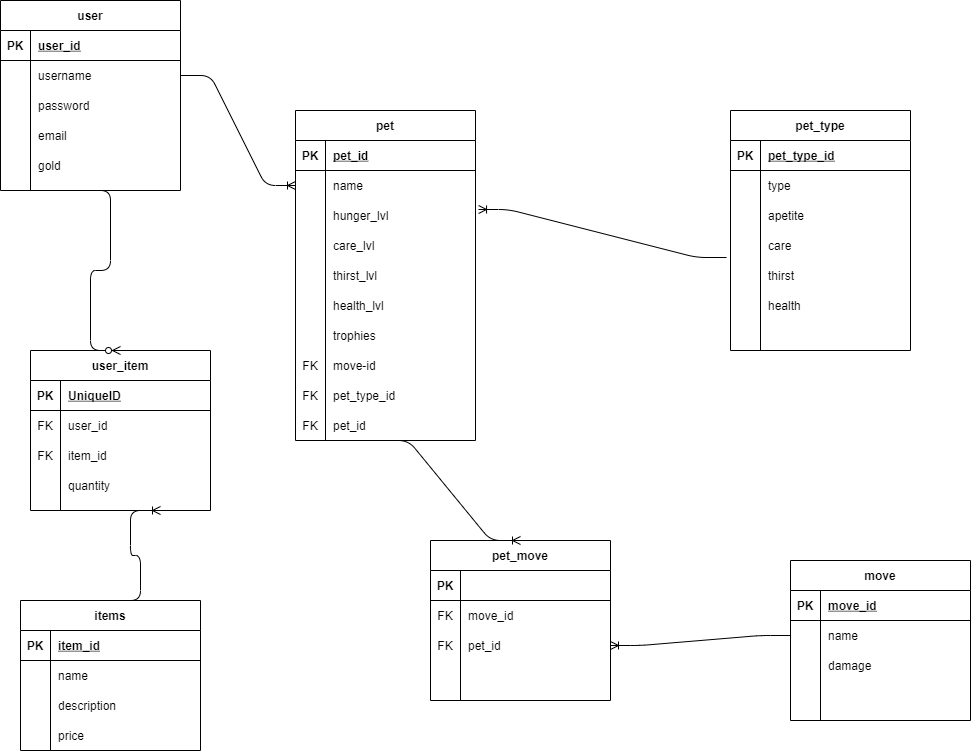 user
PK user_id
username
password
email
gold
pet
PK pet_id
name
hunger_lvl
care_lvl
thirst_lvl
health_lvl
trophies
FK move-id
FK pet_type_id
FK pet_id
pet_type
PK pet_type_id
type
apetite
care
thirst
health
user_item
PK UniqueID
FK user_id
FK item_id
quantity
pet_move
PK
FK move_id
FK pet_id
move
PK move_id
name
damage
items
PK item_id
name
description
price